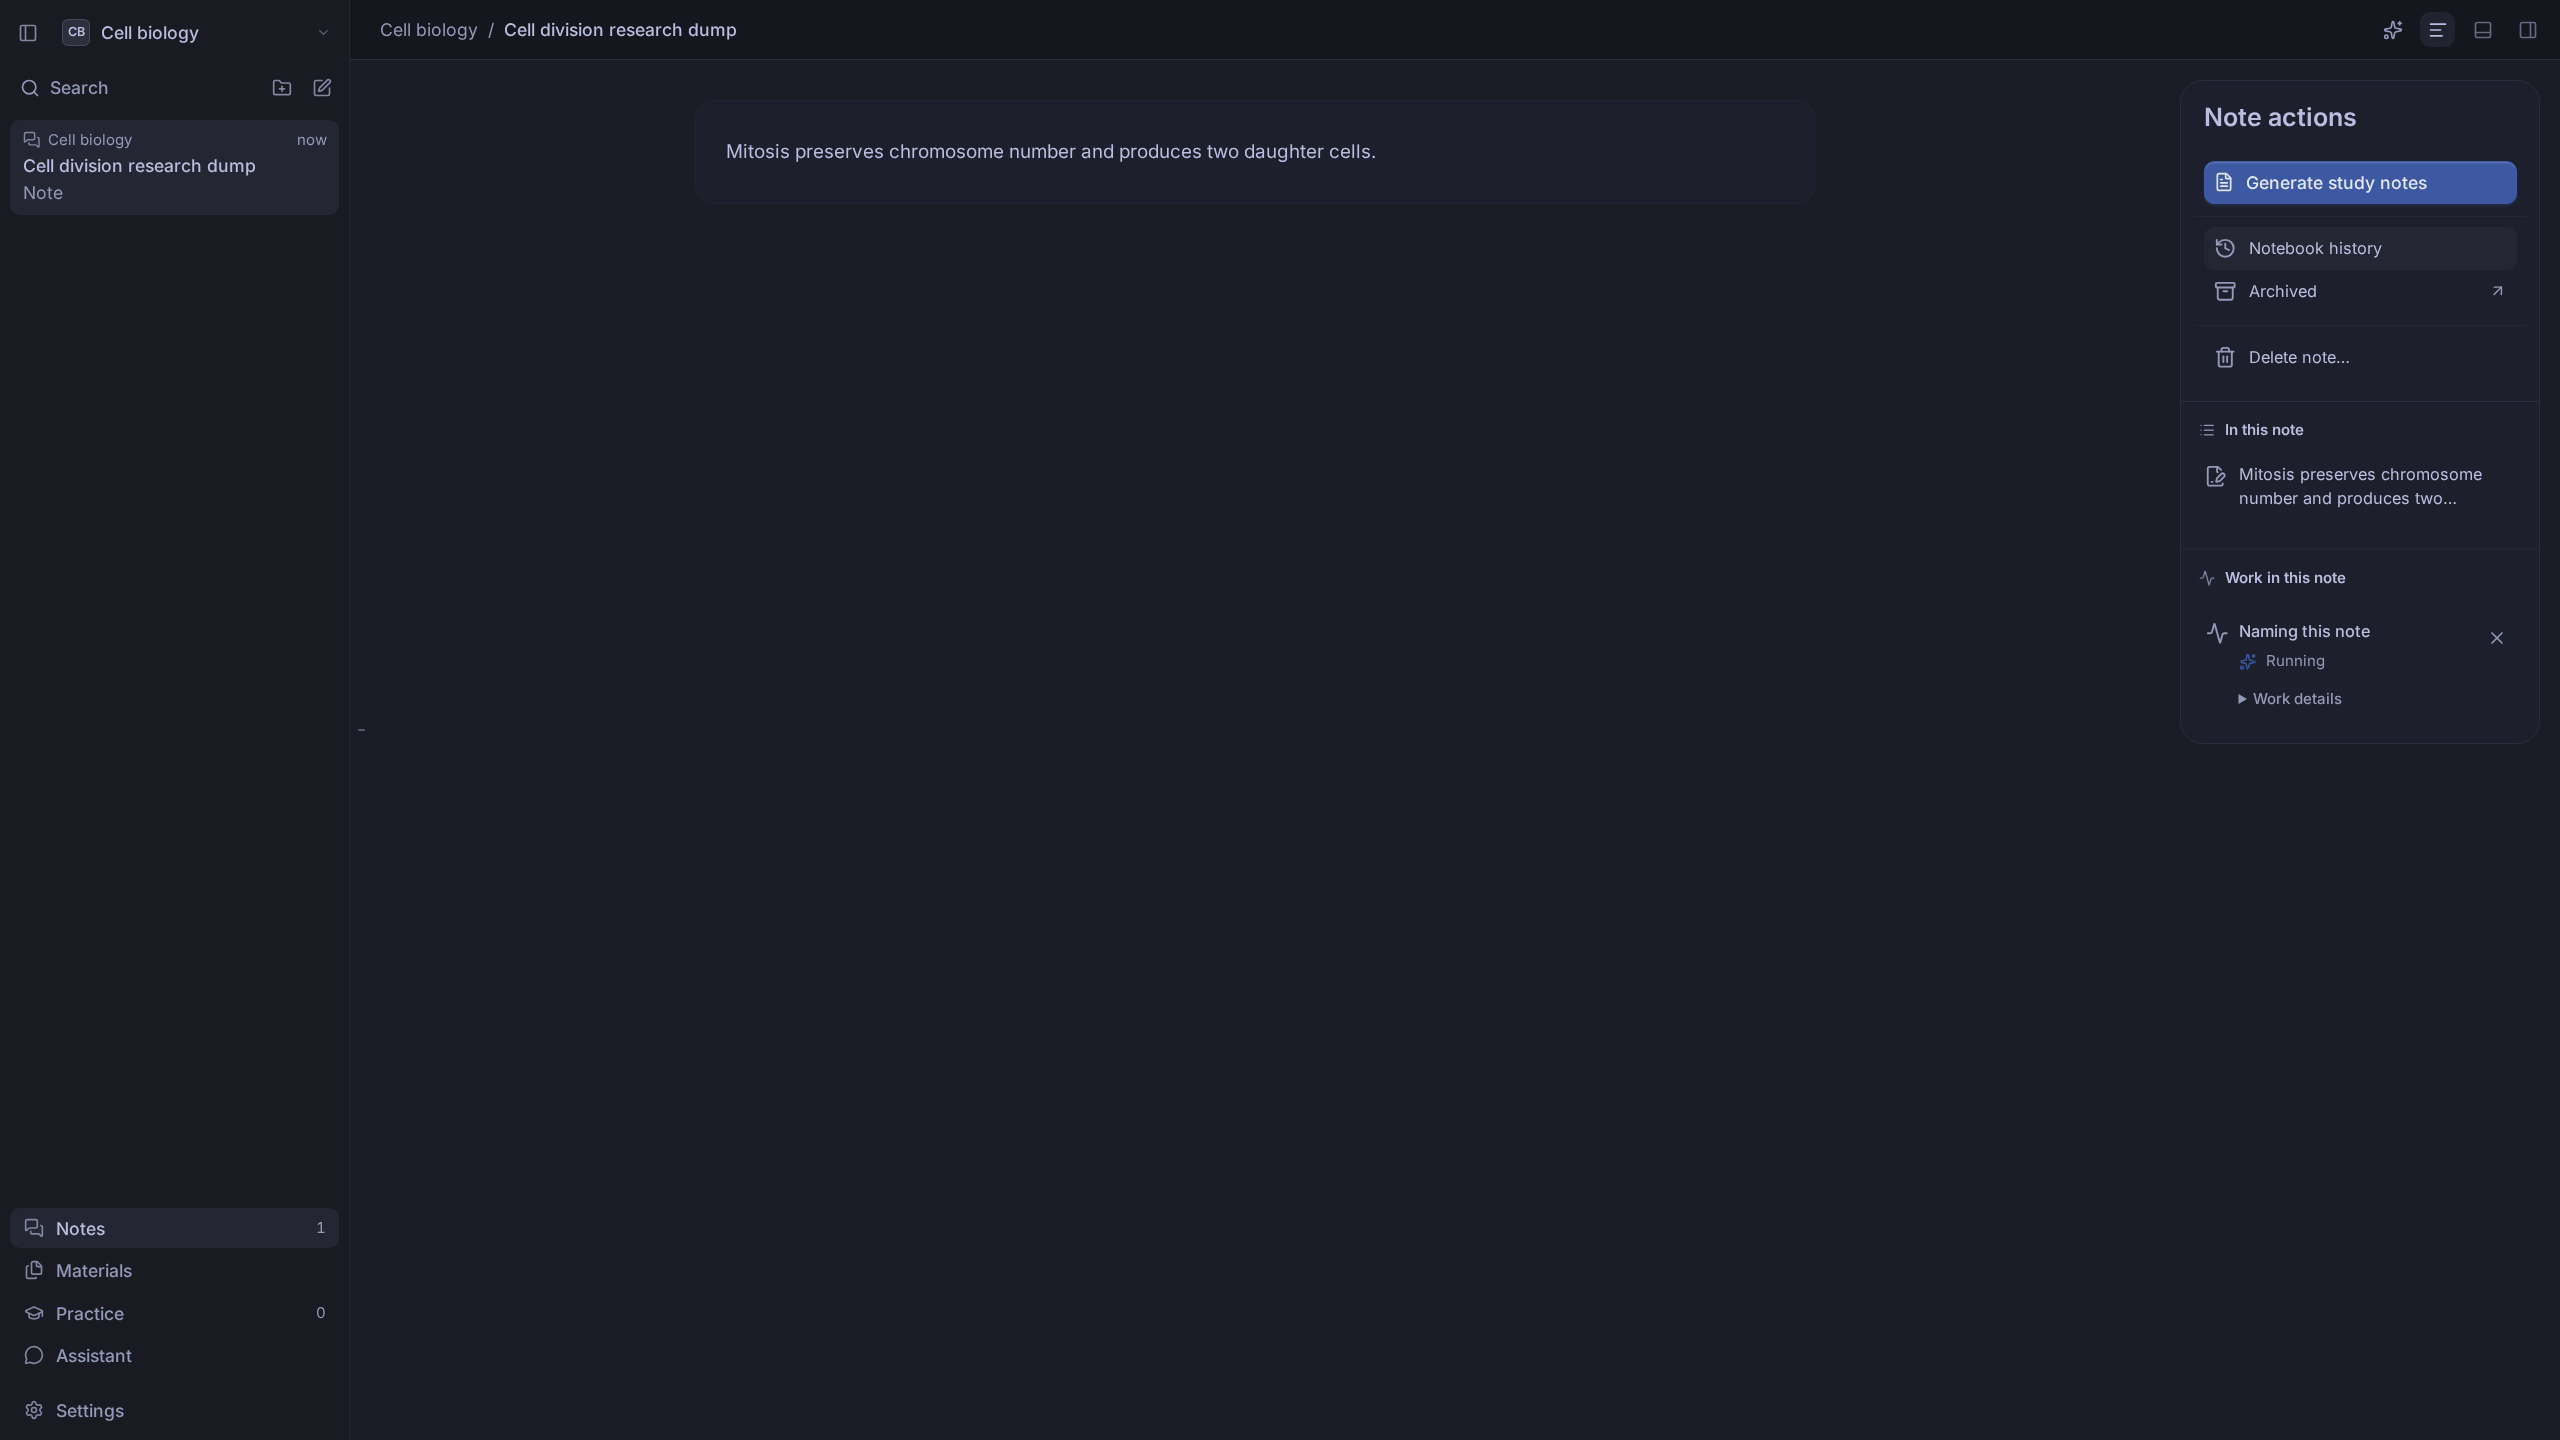 CB Cell biology
Search
Cell biology now
Cell division research dump
Note
Notes 1
Materials
Practice 0
Assistant
Settings
Cell biology / Cell division research dump
Mitosis preserves chromosome number and produces two daughter cells.
Note actions
Generate study notes
Notebook history
Archived
Delete note...
In this note
Mitosis preserves chromosome
number and produces two...
Work in this note
Naming this note
Running
Work details